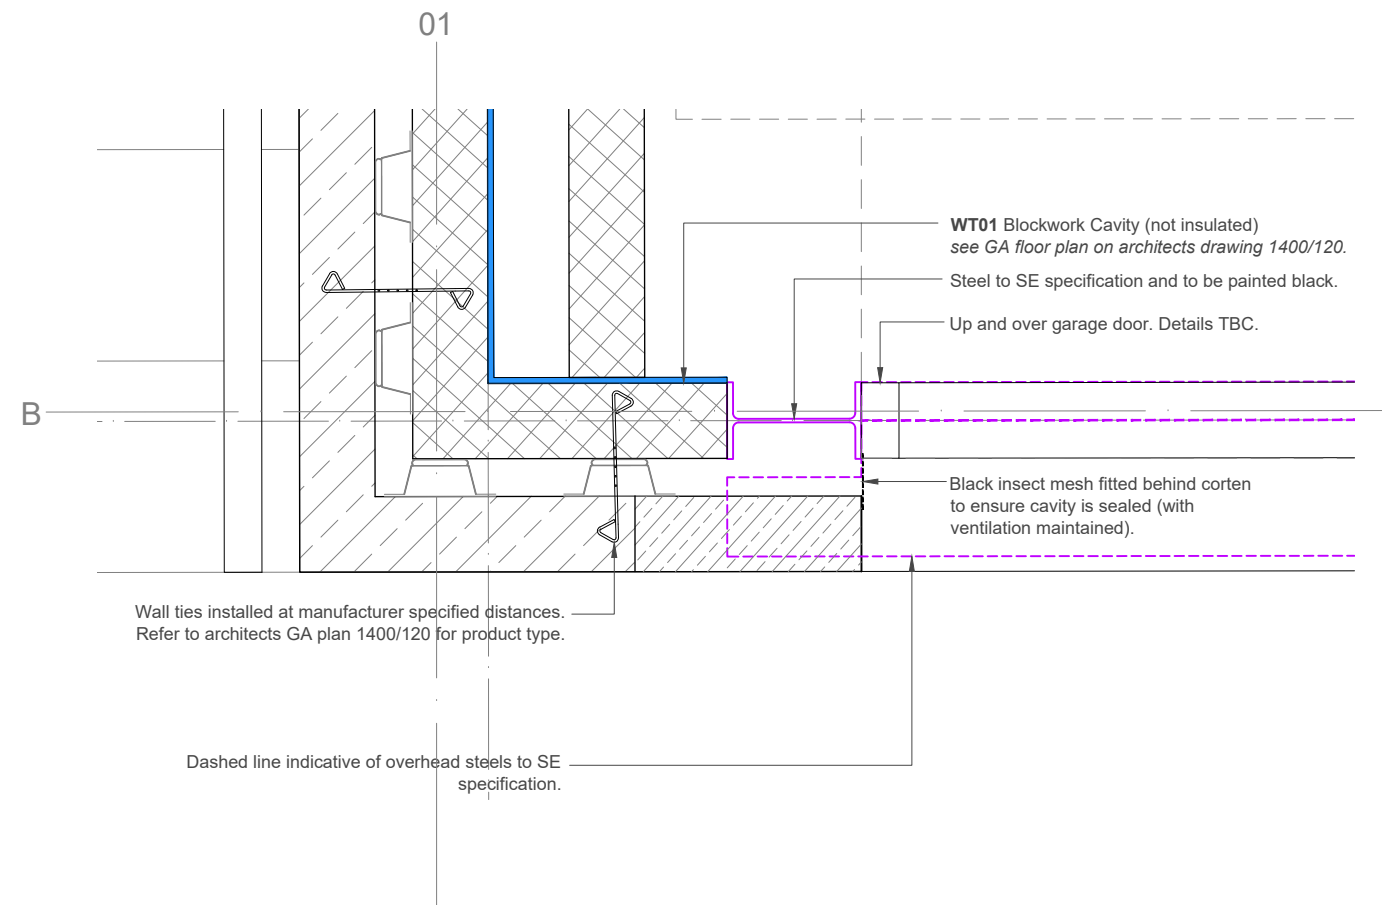 01
WT01 Blockwork Cavity (not insulated)
see GA floor plan on architects drawing 1400/120.
Steel to SE specification and to be painted black.
Up and over garage door. Details TBC.
B
Black insect mesh fitted behind corten
to ensure cavity is sealed (with
ventilation maintained).
Wall ties installed at manufacturer specified distances.
Refer to architects GA plan 1400/120 for product type.
Dashed line indicative of overhead steels to SE
specification.